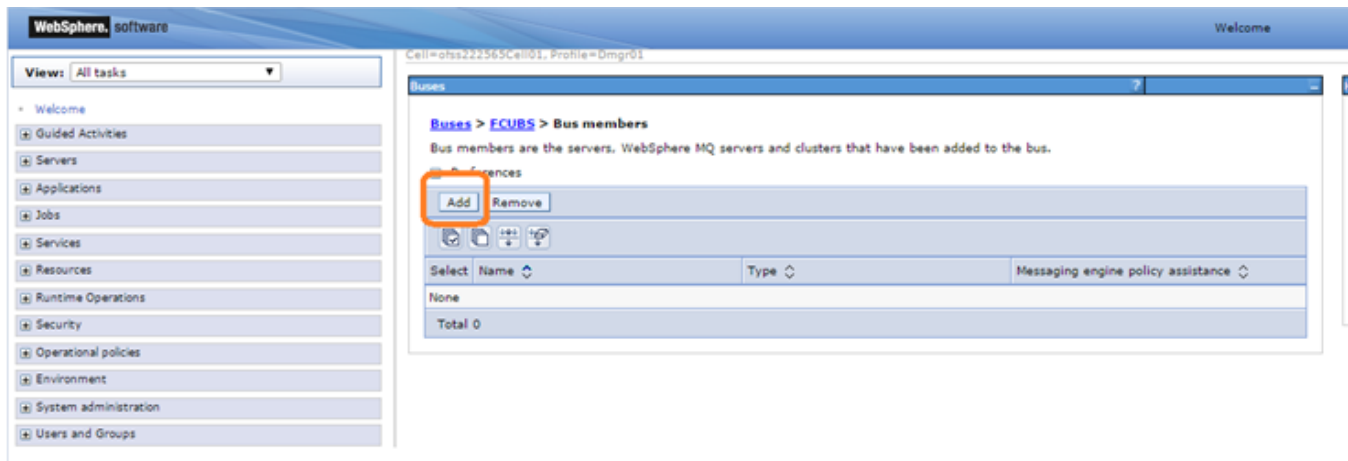 WebSphere. software
Welcome
Cell=ofss222565Cell01, Profile=Dmgr01
View: All tasks
Welcome
Guided Activities
Servers
Applications
Jobs
Services
Resources
Runtime Operations
Security
Operational policies
Environment
System administration
Users and Groups
Buses ?
Buses > FCUBS > Bus members
Bus members are the servers, WebSphere MQ servers and clusters that have been added to the bus.
Add Remove
Select Name Type Messaging engine policy assistance
None
Total 0